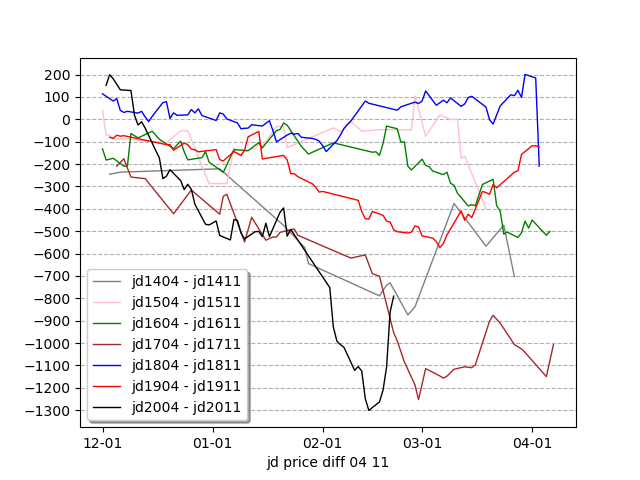 200
100
0
−100
−200
−300
−400
−500
−600
−700
−800
−900
−1000
−1100
−1200
−1300
jd1404 - jd1411
jd1504 - jd1511
jd1604 - jd1611
jd1704 - jd1711
jd1804 - jd1811
jd1904 - jd1911
jd2004 - jd2011
12-01 01-01 02-01 03-01 04-01
jd price diff 04 11